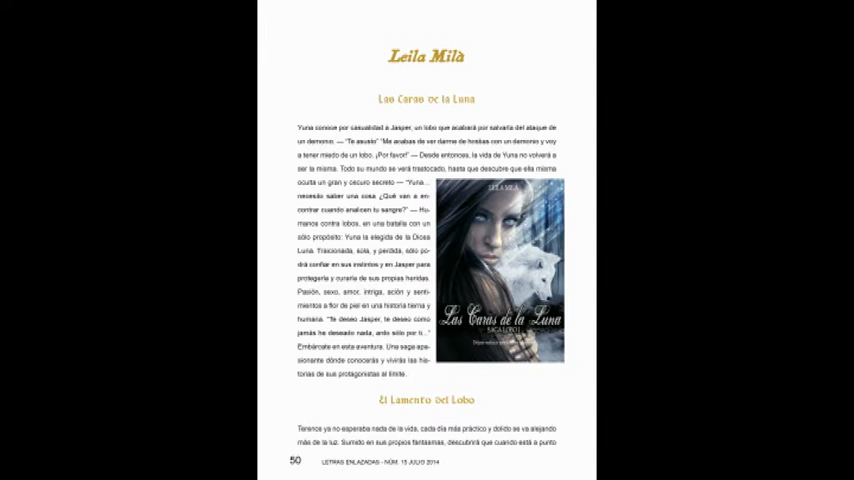 Leila Milà
Las Caras de la Luna
Yuna conoce por casualidad a Jasper, un lobo que acabará por salvarla del ataque de
un demonio. — "Te asusto" "Me acabas de ver darme de hostias con un demonio y voy
a tener miedo de un lobo. ¡Por favor!" — Desde entonces, la vida de Yuna no volverá a
ser la misma. Todo su mundo se verá trastocado, hasta que descubre que ella misma
oculta un gran y oscuro secreto — "Yuna...
necesito saber una cosa ¿Qué van a en-
contrar cuando analicen tu sangre?" — Hu-
manos contra lobos, en una batalla con un
sólo propósito: Yuna la elegida de la Diosa
Luna. Traicionada, sola, y perdida, sólo po-
drá confiar en sus instintos y en Jasper para
protegerla y curarla de sus propias heridas.
Pasión, sexo, amor, intriga, ación y senti-
mientos a flor de piel en una historia tierna y
humana. "Te deseo Jasper, te deseo como
jamás he deseado nada, ardo sólo por ti..."
Embárcate en esta aventura. Una saga apa-
sionante dónde conocerás y vivirás las his-
torias de sus protagonistas al límite.
LEILA MILÀ
Las Caras de la Luna
SAGA LOBO I
El Lamento del Lobo
Terence ya no esperaba nada de la vida, cada día más práctico y dolido se va alejando
más de la luz. Sumido en sus propios fantasmas, descubrirá que cuando está a punto
50 LETRAS ENLAZADAS - NÚM. 15 JULIO 2014